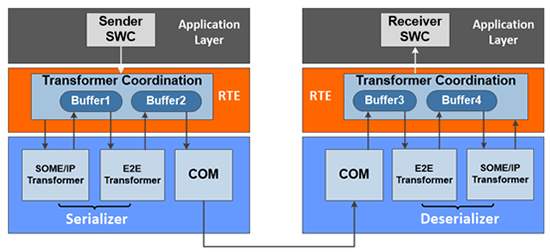 Sender
SWC
Application
Layer
Transformer Coordination
Buffer1
Buffer2
RTE
SOME/IP
Transformer
E2E
Transformer
COM
Serializer
Receiver
SWC
Application
Layer
Transformer Coordination
RTE
Buffer3
Buffer4
COM
E2E
Transformer
SOME/IP
Transformer
Deserializer